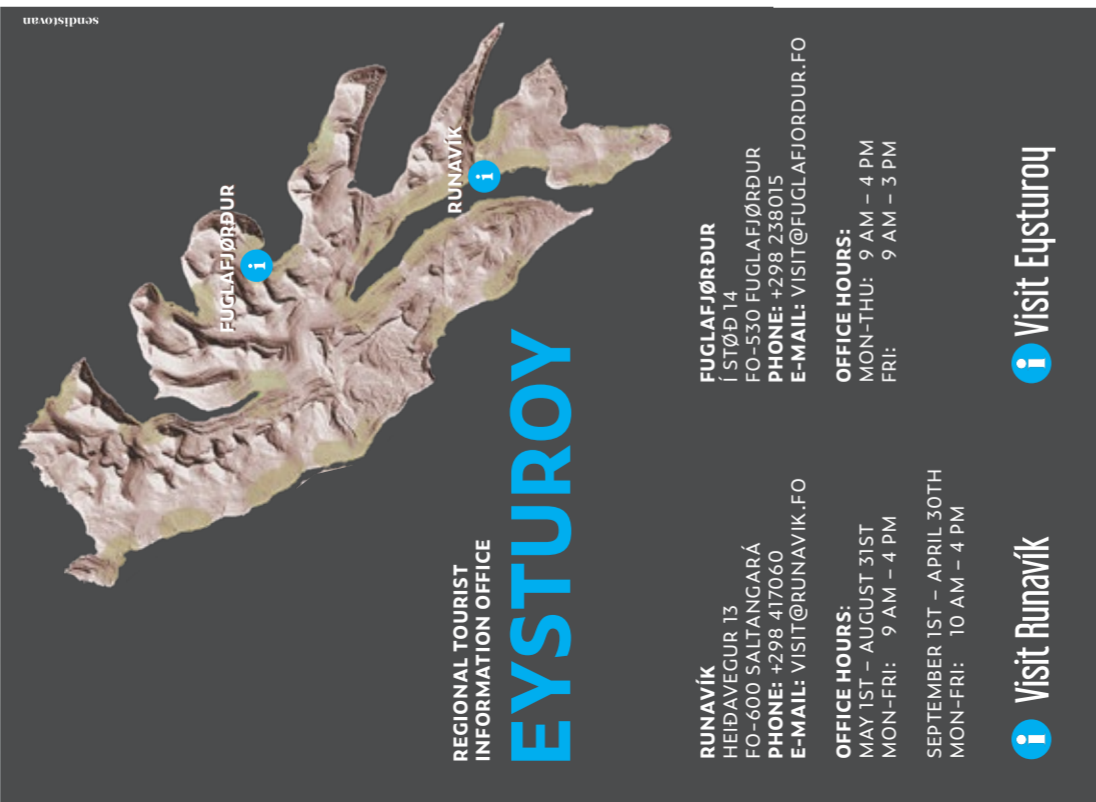 sendistovan
FUGLAFJØRÐUR
RUNAVÍK
REGIONAL TOURIST
INFORMATION OFFICE
EYSTUROY
RUNAVÍK
HEIÐAVEGUR 13
FO-600 SALTANGARÁ
PHONE: +298 417060
E-MAIL: VISIT@RUNAVIK.FO
OFFICE HOURS:
MAY 1ST – AUGUST 31ST
MON-FRI: 9 AM – 4 PM
SEPTEMBER 1ST – APRIL 30TH
MON-FRI: 10 AM – 4 PM
i Visit Runavík
FUGLAFJØRÐUR
Í STØÐ 14
FO-530 FUGLAFJØRÐUR
PHONE: +298 238015
E-MAIL: VISIT@FUGLAFJORDUR.FO
OFFICE HOURS:
MON-THU: 9 AM – 4 PM
FRI: 9 AM – 3 PM
i Visit Eysturoy